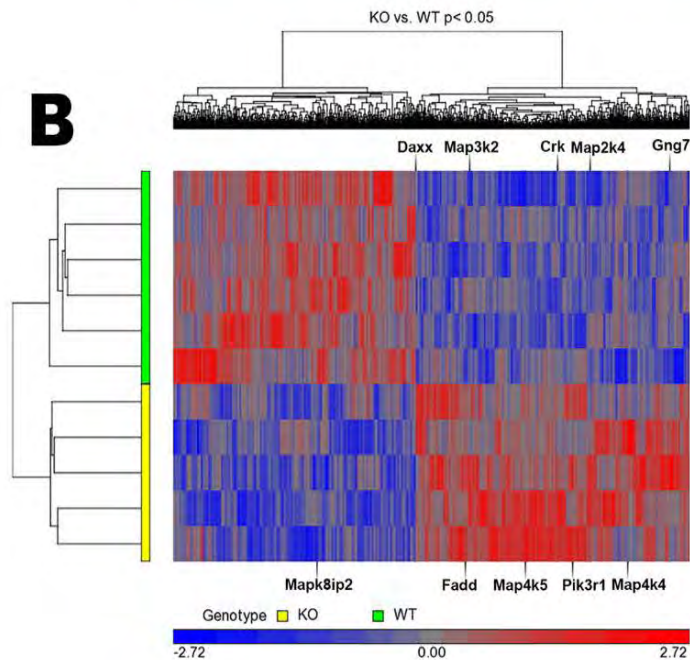 KO vs. WT p< 0.05
B
Daxx Map3k2 Crk Map2k4 Gng7
Mapk8ip2 Fadd Map4k5 Pik3r1 Map4k4
Genotype KO WT
-2.72 0.00 2.72